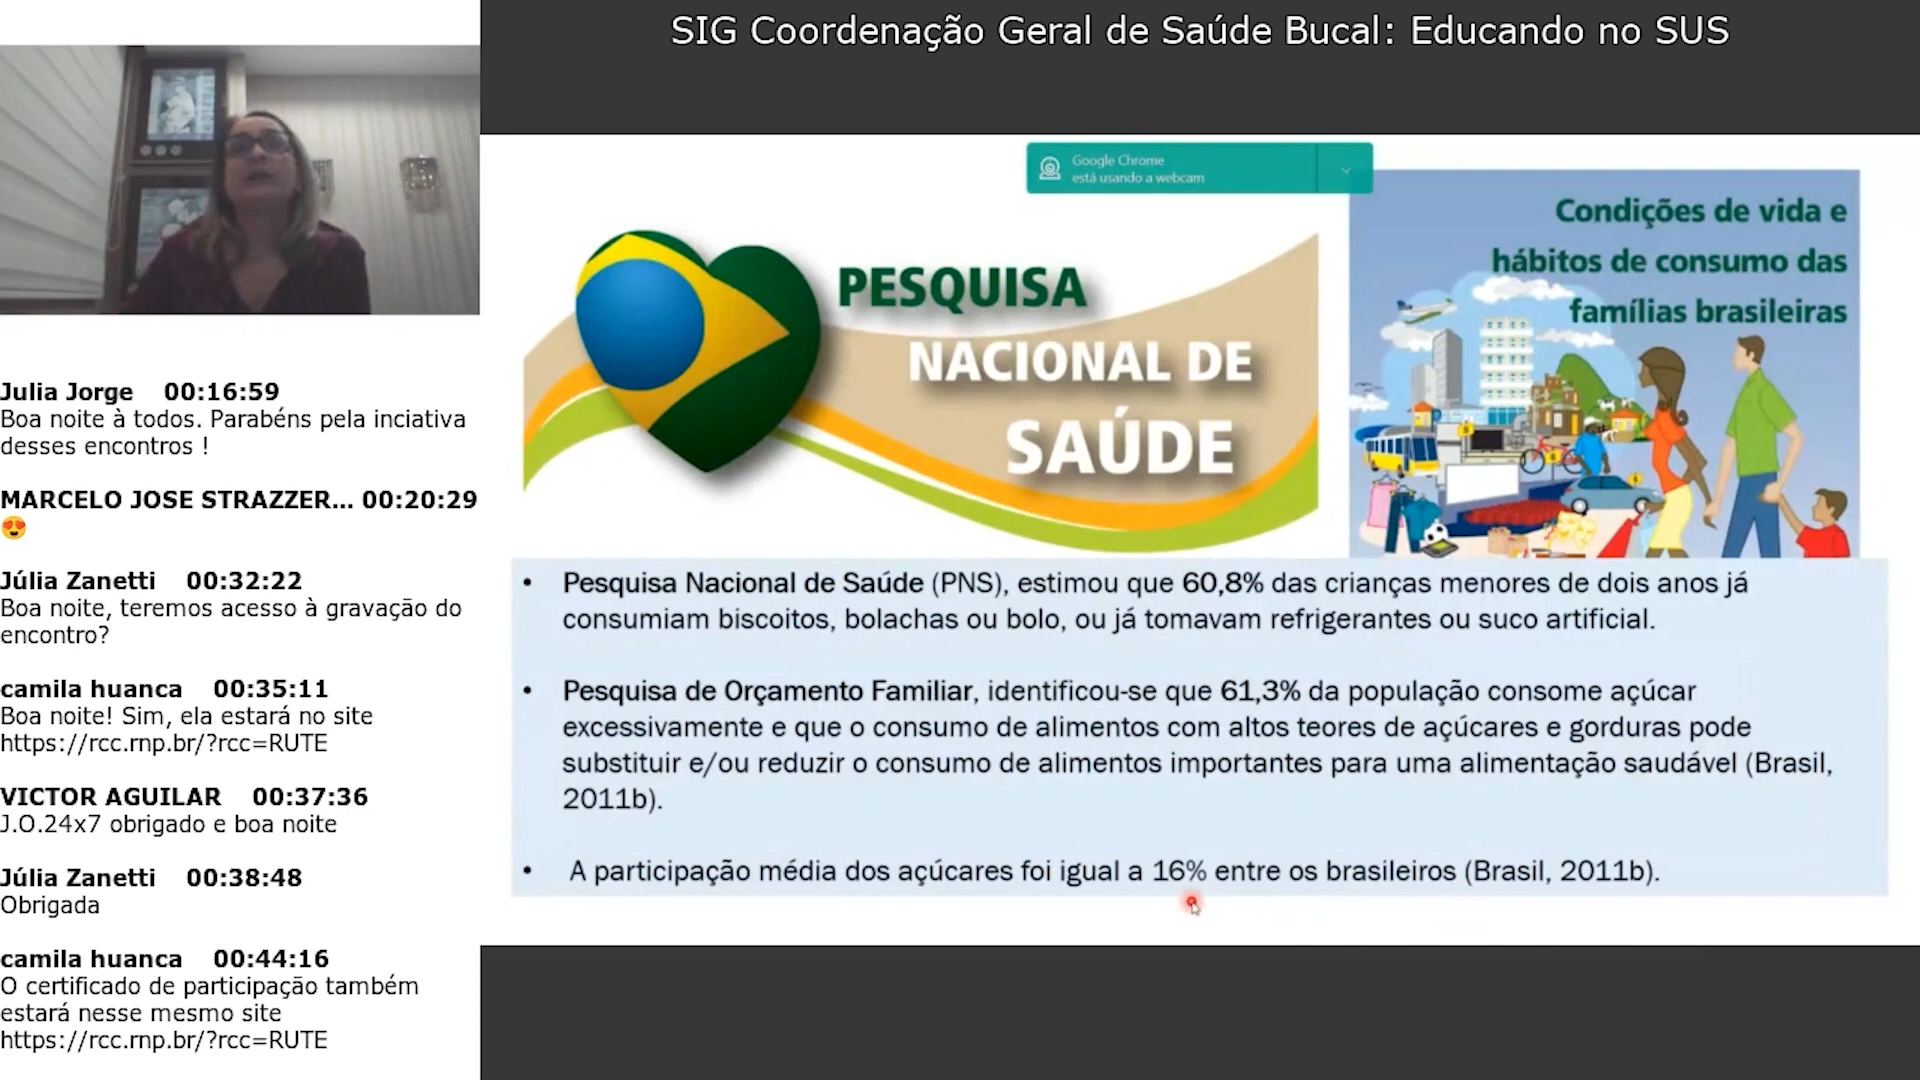 SIG Coordenação Geral de Saúde Bucal: Educando no SUS
Julia Jorge 00:16:59
Boa noite à todos. Parabéns pela inciativa
desses encontros !
MARCELO JOSE STRAZZER... 00:20:29
😍
Júlia Zanetti 00:32:22
Boa noite, teremos acesso à gravação do
encontro?
camila huanca 00:35:11
Boa noite! Sim, ela estará no site
https://rcc.rnp.br/?rcc=RUTE
VICTOR AGUILAR 00:37:36
J.O.24x7 obrigado e boa noite
Júlia Zanetti 00:38:48
Obrigada
camila huanca 00:44:16
O certificado de participação também
estará nesse mesmo site
https://rcc.rnp.br/?rcc=RUTE
Google Chrome
está usando a webcam
PESQUISA
NACIONAL DE
SAÚDE
Condições de vida e
hábitos de consumo das
famílias brasileiras
• Pesquisa Nacional de Saúde (PNS), estimou que 60,8% das crianças menores de dois anos já
consumiam biscoitos, bolachas ou bolo, ou já tomavam refrigerantes ou suco artificial.
• Pesquisa de Orçamento Familiar, identificou-se que 61,3% da população consome açúcar
excessivamente e que o consumo de alimentos com altos teores de açúcares e gorduras pode
substituir e/ou reduzir o consumo de alimentos importantes para uma alimentação saudável (Brasil,
2011b).
• A participação média dos açúcares foi igual a 16% entre os brasileiros (Brasil, 2011b).